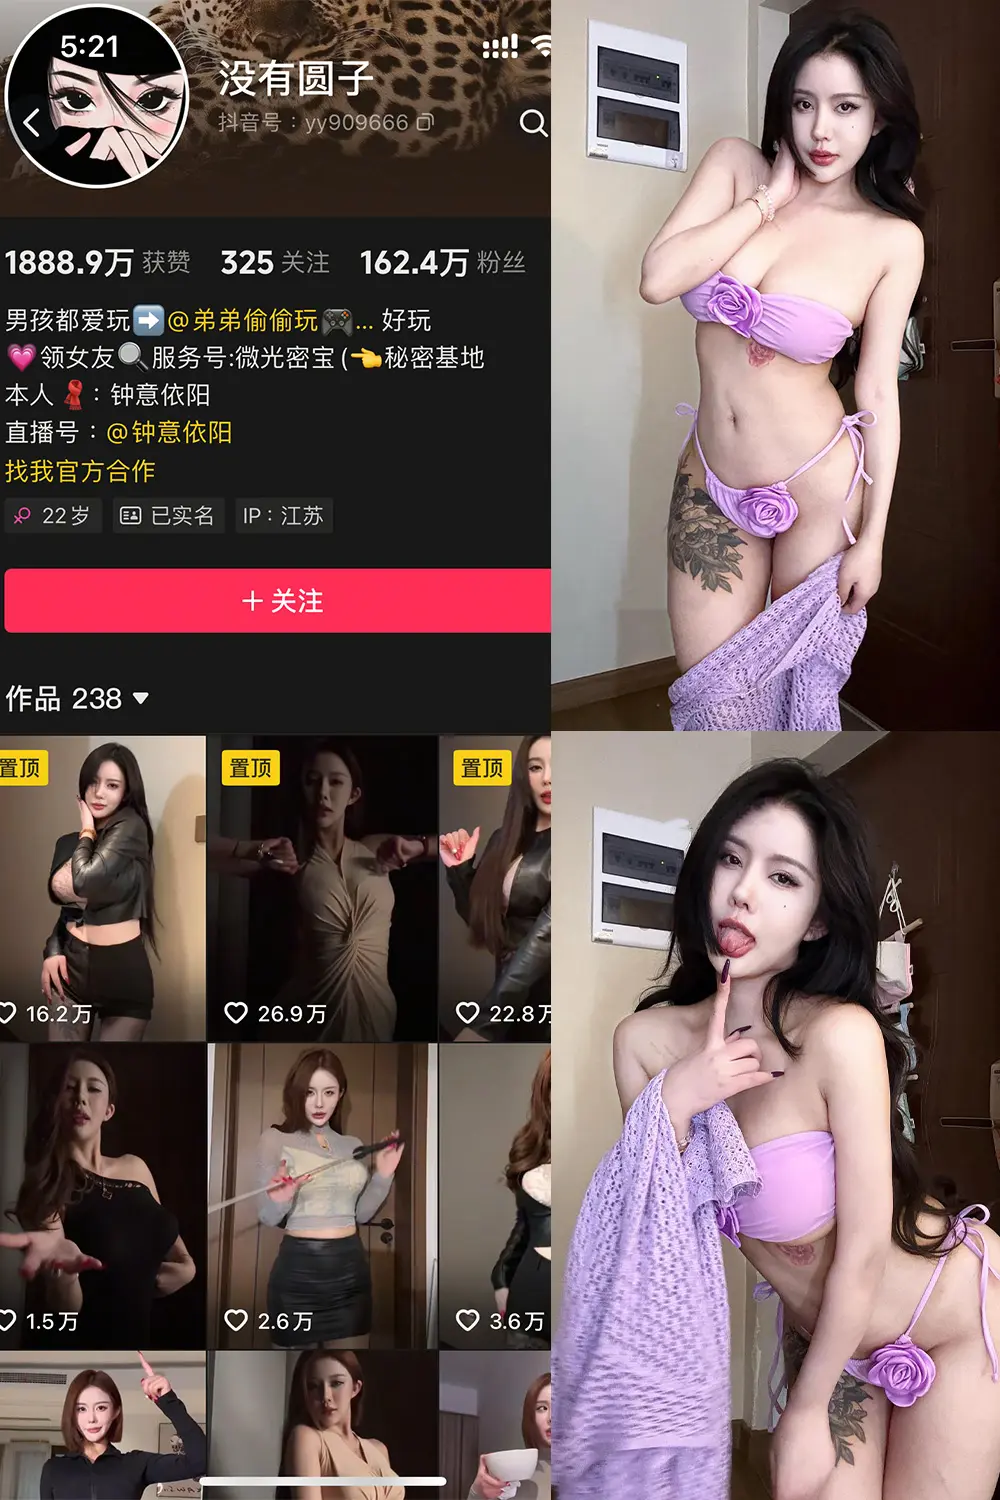 5:21
没有圆子
抖音号：yy909666
1888.9万 获赞 325 关注 162.4万 粉丝
男孩都爱玩➡️@弟弟偷偷玩🎮... 好玩
💗领女友🔍服务号:微光密宝(👈秘密基地
本人🧣：钟意依阳
直播号：@钟意依阳
找我官方合作
22岁 已实名 IP：江苏
+ 关注
作品 238
置顶 置顶 置顶
16.2万 26.9万 22.8万
1.5万 2.6万 3.6万